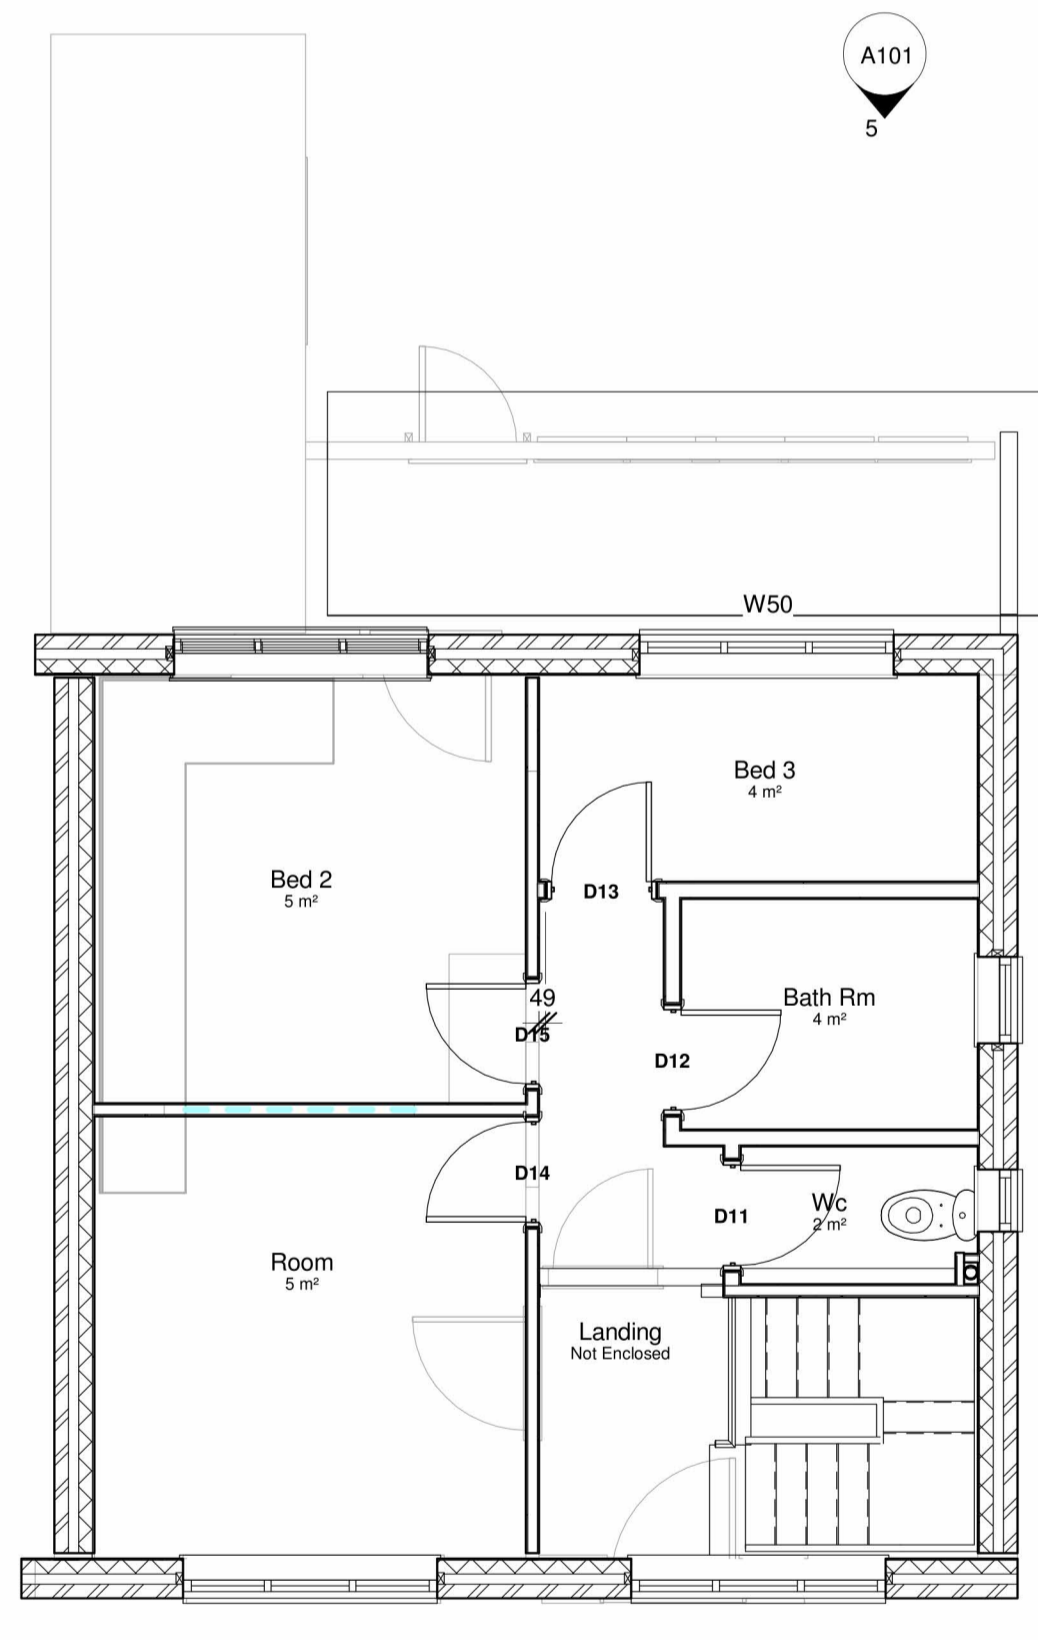 A101
5
W50
Bed 3
4 m²
Bed 2
5 m²
D13
49
D15
Bath Rm
4 m²
D12
D14
D11
Wc
2 m²
Room
5 m²
Landing
Not Enclosed